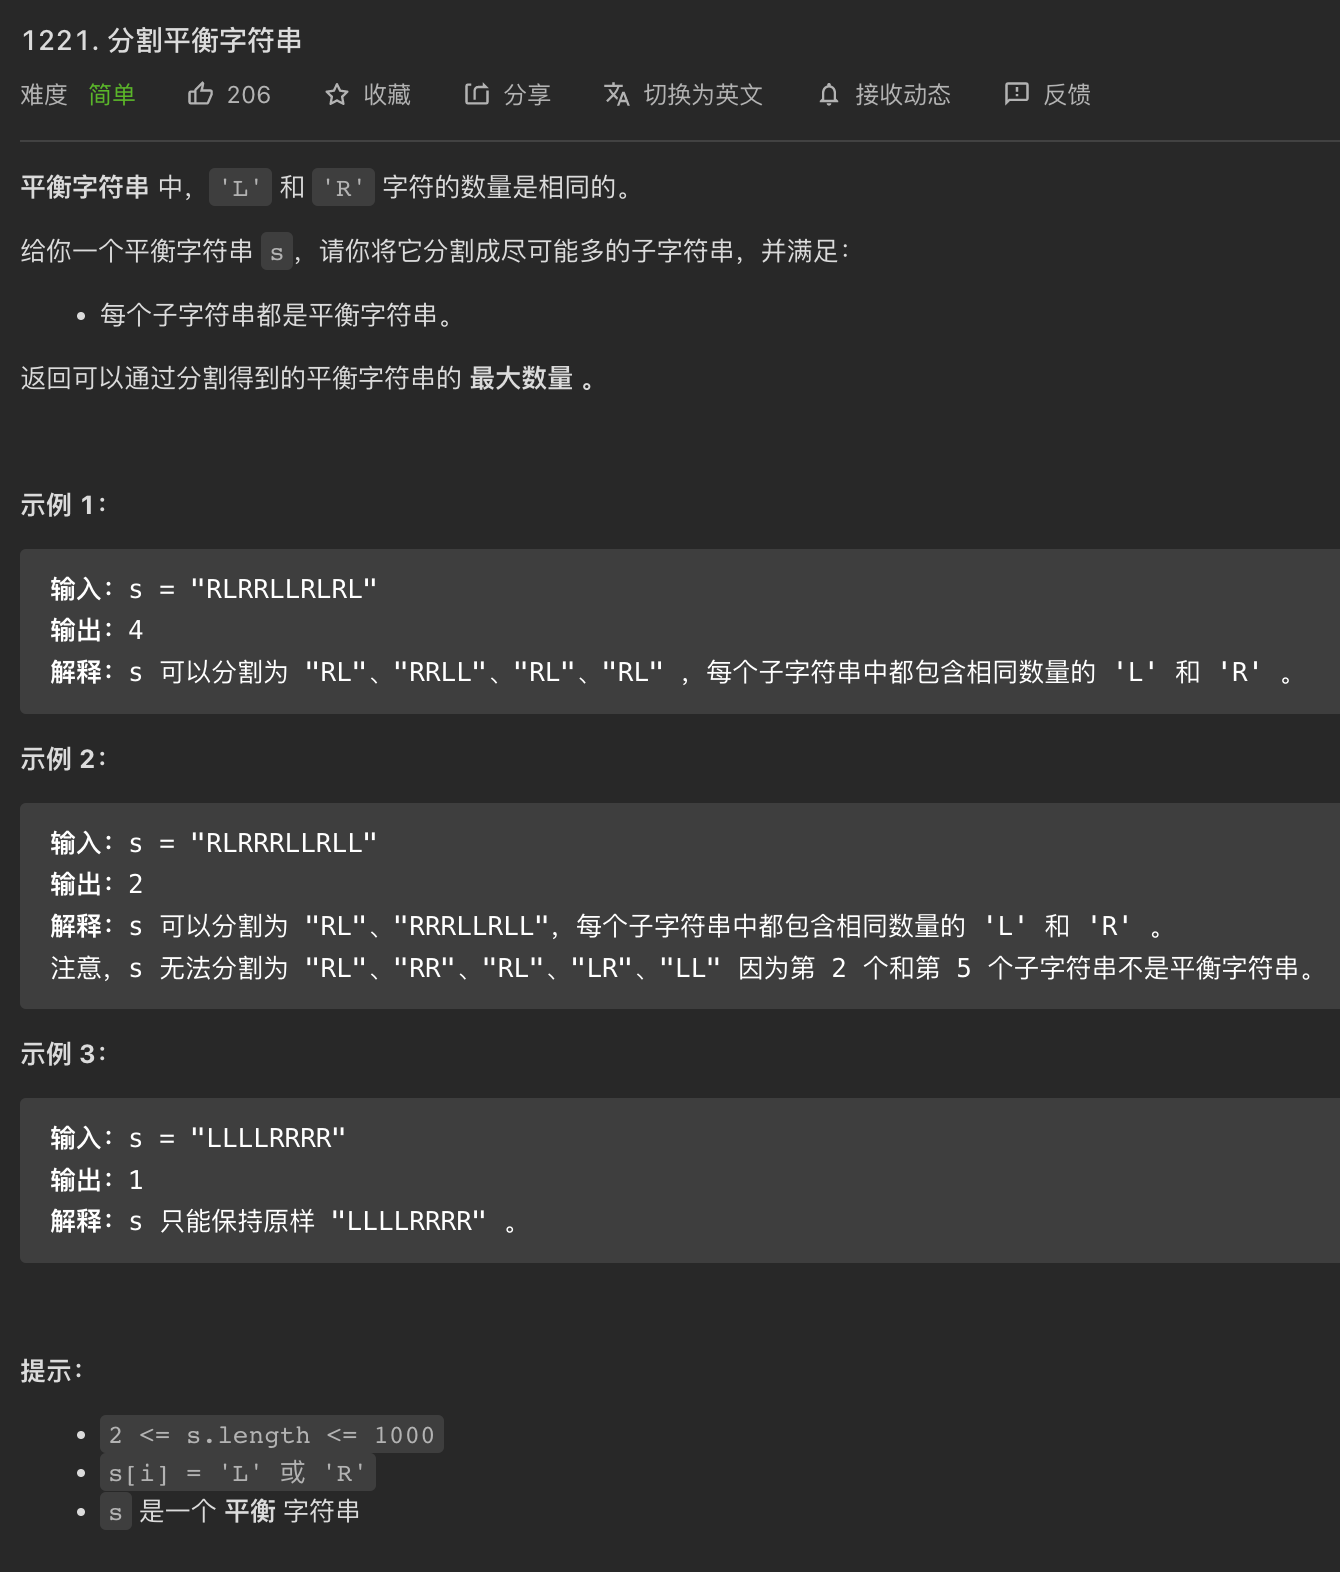 1221. 分割平衡字符串
难度 简单 206 收藏 分享 切换为英文 接收动态 反馈
平衡字符串 中，'L' 和 'R' 字符的数量是相同的。
给你一个平衡字符串 s，请你将它分割成尽可能多的子字符串，并满足：
• 每个子字符串都是平衡字符串。
返回可以通过分割得到的平衡字符串的 最大数量 。
示例 1：
输入：s = "RLRRLLRLRL"
输出：4
解释：s 可以分割为 "RL"、"RRLL"、"RL"、"RL" ，每个子字符串中都包含相同数量的 'L' 和 'R' 。
示例 2：
输入：s = "RLRRRLLRLL"
输出：2
解释：s 可以分割为 "RL"、"RRRLLRLL"，每个子字符串中都包含相同数量的 'L' 和 'R' 。
注意，s 无法分割为 "RL"、"RR"、"RL"、"LR"、"LL" 因为第 2 个和第 5 个子字符串不是平衡字符串。
示例 3：
输入：s = "LLLLRRRR"
输出：1
解释：s 只能保持原样 "LLLLRRRR" 。
提示：
• 2 <= s.length <= 1000
• s[i] = 'L' 或 'R'
• s 是一个 平衡 字符串